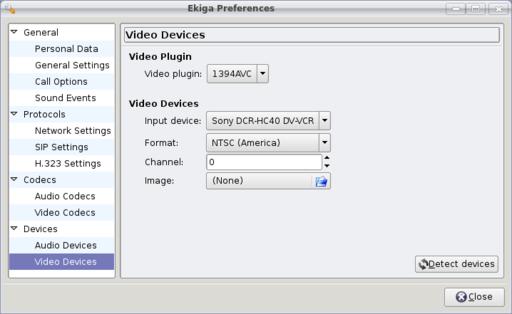 Ekiga Preferences
General
Personal Data
General Settings
Call Options
Sound Events
Protocols
Network Settings
SIP Settings
H.323 Settings
Codecs
Audio Codecs
Video Codecs
Devices
Audio Devices
Video Devices
Video Devices
Video Plugin
Video plugin: 1394AVC
Video Devices
Input device: Sony DCR-HC40 DV-VCR
Format: NTSC (America)
Channel: 0
Image: (None)
Detect devices
Close